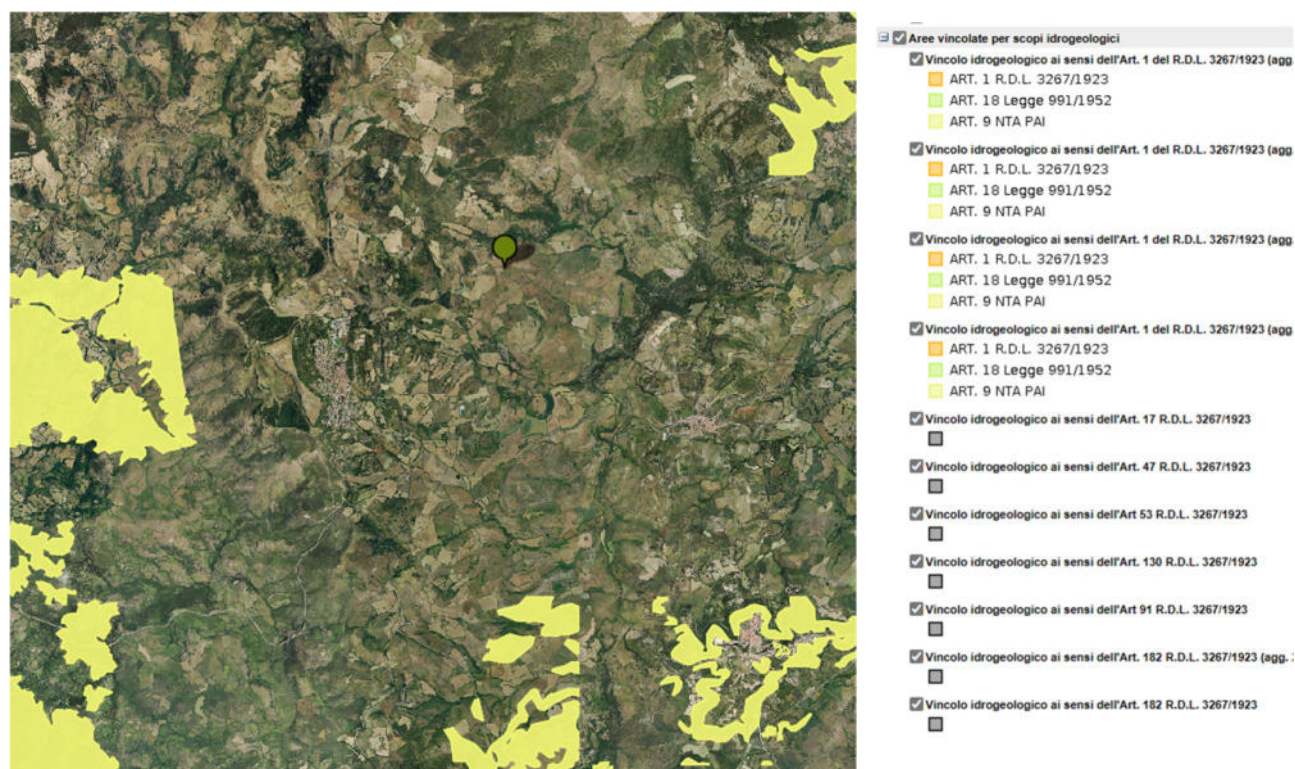 Aree vincolate per scopi idrogeologici
Vincolo idrogeologico ai sensi dell'Art. 1 del R.D.L. 3267/1923 (agg.
ART. 1 R.D.L. 3267/1923
ART. 18 Legge 991/1952
ART. 9 NTA PAI
Vincolo idrogeologico ai sensi dell'Art. 1 del R.D.L. 3267/1923 (agg.
ART. 1 R.D.L. 3267/1923
ART. 18 Legge 991/1952
ART. 9 NTA PAI
Vincolo idrogeologico ai sensi dell'Art. 1 del R.D.L. 3267/1923 (agg.
ART. 1 R.D.L. 3267/1923
ART. 18 Legge 991/1952
ART. 9 NTA PAI
Vincolo idrogeologico ai sensi dell'Art. 1 del R.D.L. 3267/1923 (agg.
ART. 1 R.D.L. 3267/1923
ART. 18 Legge 991/1952
ART. 9 NTA PAI
Vincolo idrogeologico ai sensi dell'Art. 17 R.D.L. 3267/1923
Vincolo idrogeologico ai sensi dell'Art. 47 R.D.L. 3267/1923
Vincolo idrogeologico ai sensi dell'Art 53 R.D.L. 3267/1923
Vincolo idrogeologico ai sensi dell'Art. 130 R.D.L. 3267/1923
Vincolo idrogeologico ai sensi dell'Art 91 R.D.L. 3267/1923
Vincolo idrogeologico ai sensi dell'Art. 182 R.D.L. 3267/1923 (agg.
Vincolo idrogeologico ai sensi dell'Art. 182 R.D.L. 3267/1923